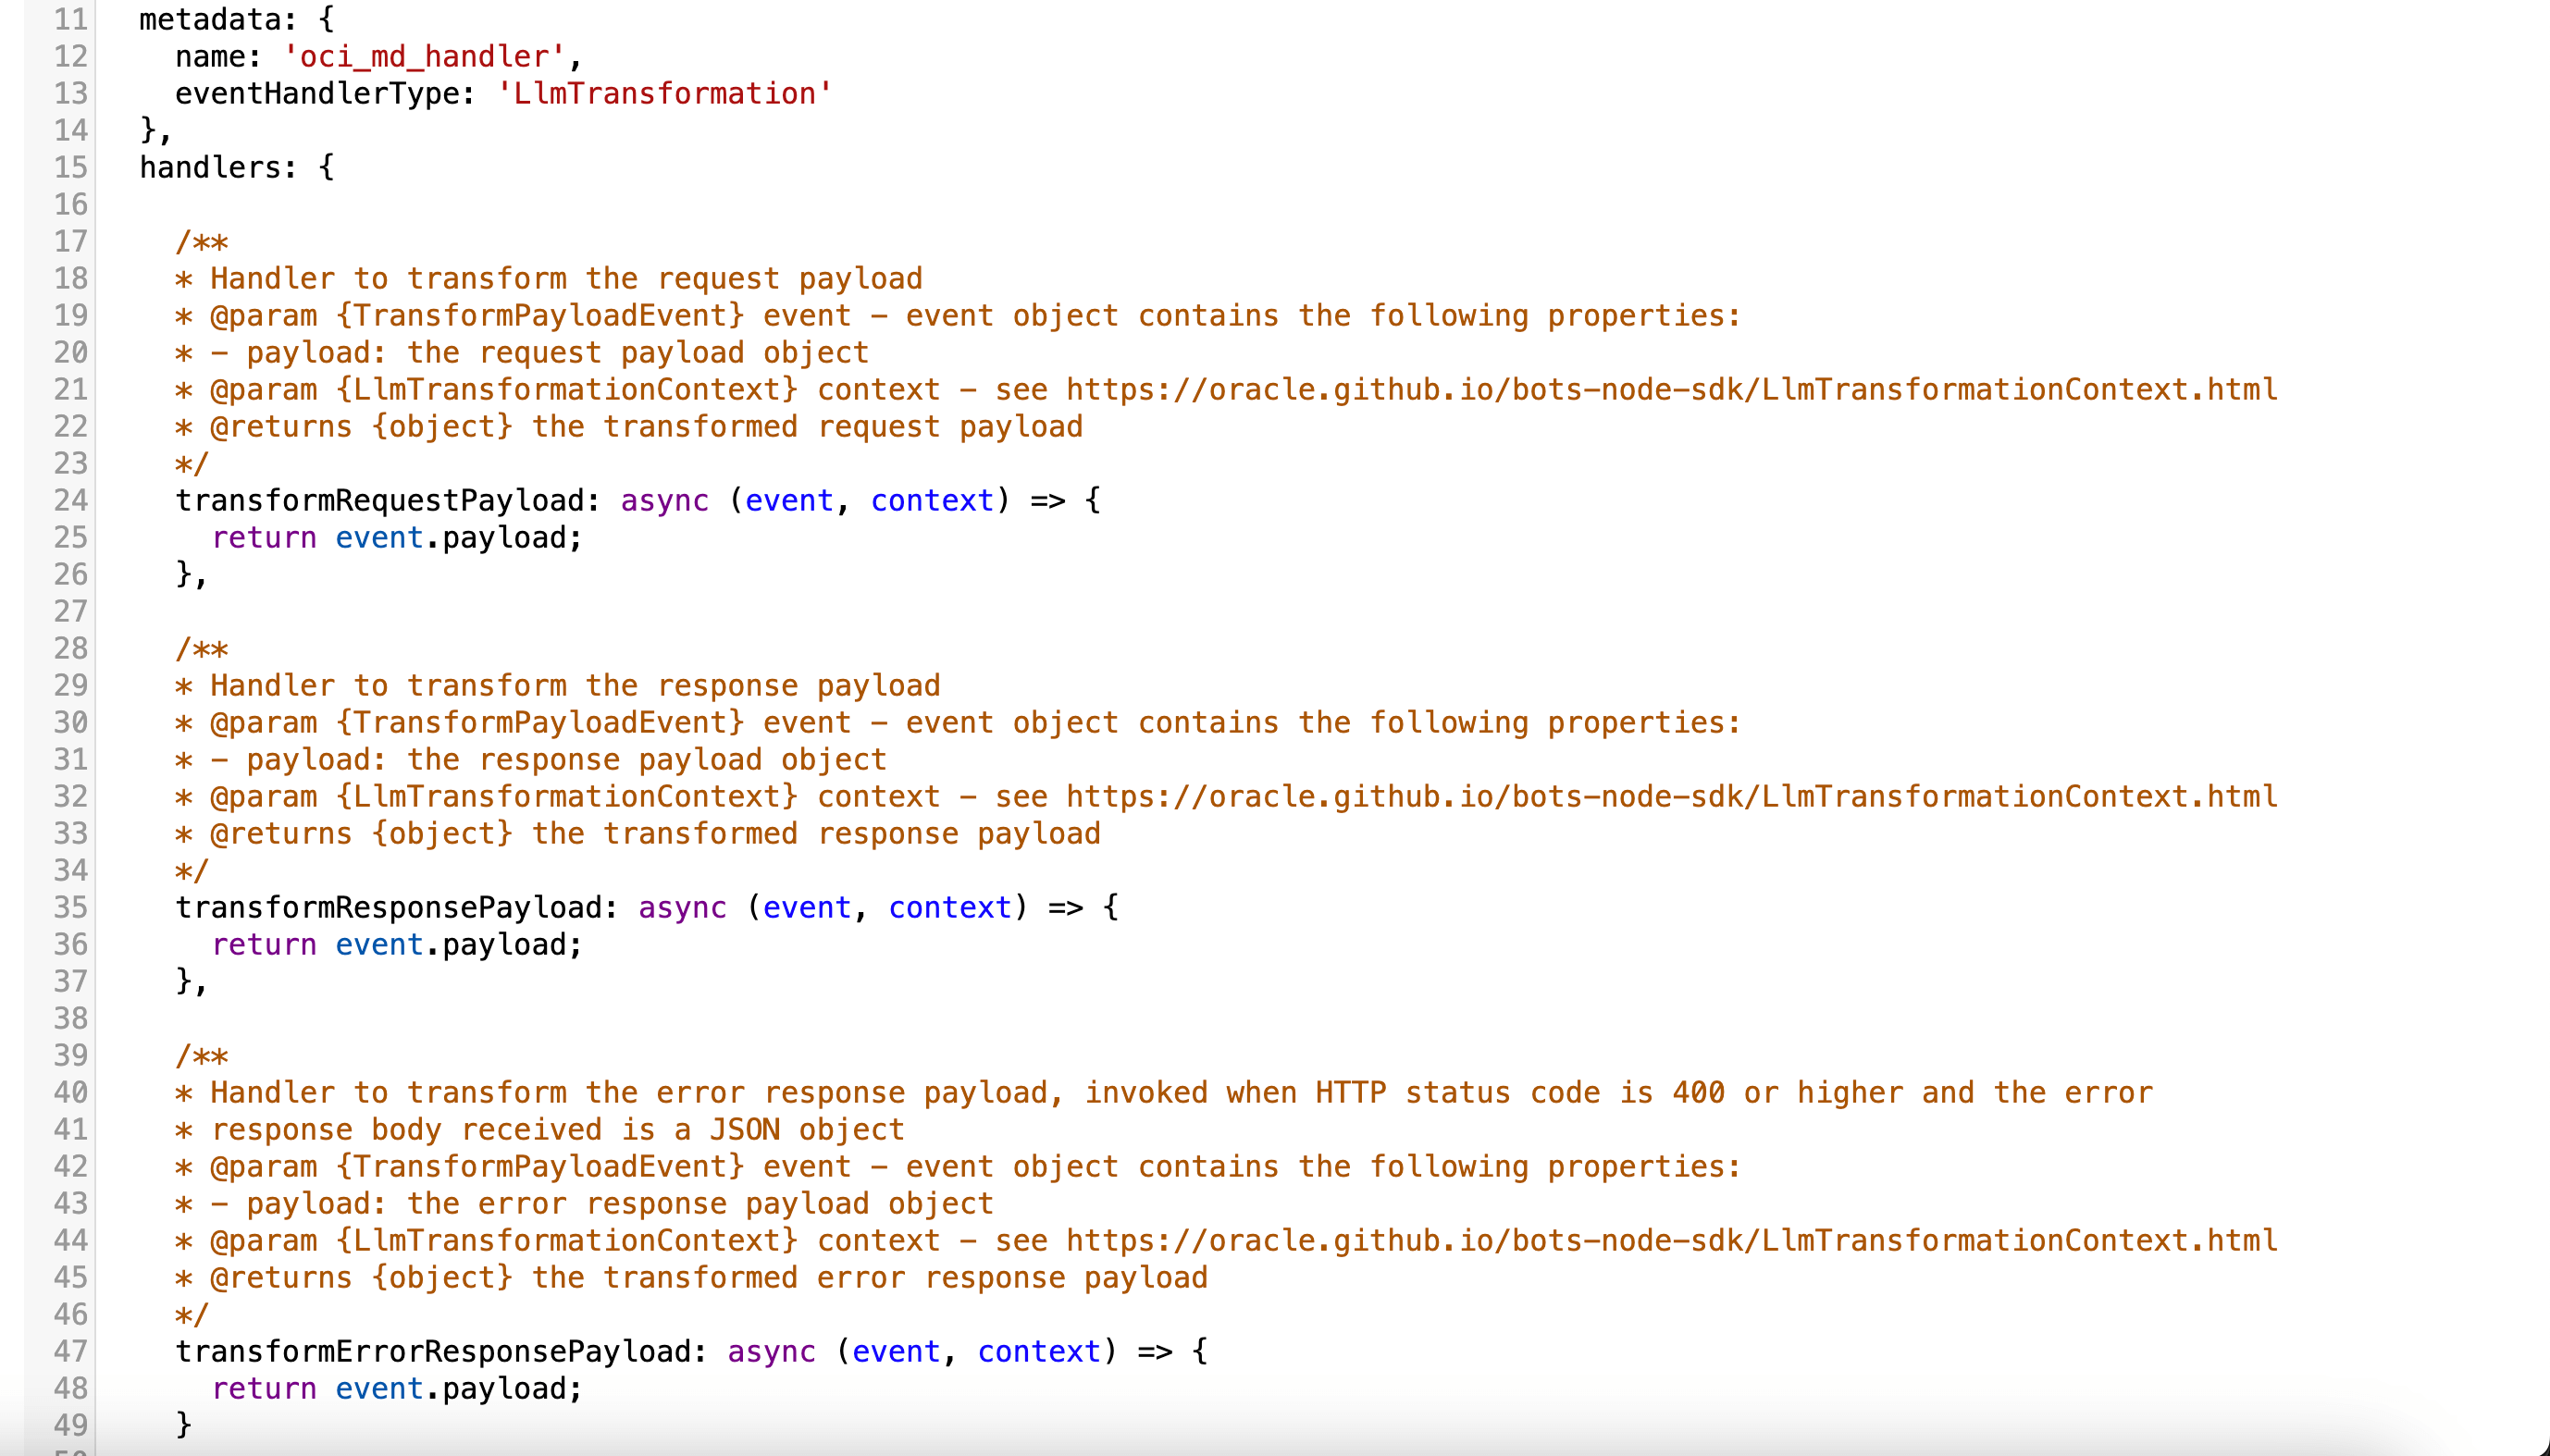 11 metadata: {
12 name: 'oci_md_handler',
13 eventHandlerType: 'LlmTransformation'
14 },
15 handlers: {
16
17 /**
18 * Handler to transform the request payload
19 * @param {TransformPayloadEvent} event – event object contains the following properties:
20 * – payload: the request payload object
21 * @param {LlmTransformationContext} context – see https://oracle.github.io/bots-node-sdk/LlmTransformationContext.html
22 * @returns {object} the transformed request payload
23 */
24 transformRequestPayload: async (event, context) => {
25 return event.payload;
26 },
27
28 /**
29 * Handler to transform the response payload
30 * @param {TransformPayloadEvent} event – event object contains the following properties:
31 * – payload: the response payload object
32 * @param {LlmTransformationContext} context – see https://oracle.github.io/bots-node-sdk/LlmTransformationContext.html
33 * @returns {object} the transformed response payload
34 */
35 transformResponsePayload: async (event, context) => {
36 return event.payload;
37 },
38
39 /**
40 * Handler to transform the error response payload, invoked when HTTP status code is 400 or higher and the error
41 * response body received is a JSON object
42 * @param {TransformPayloadEvent} event – event object contains the following properties:
43 * – payload: the error response payload object
44 * @param {LlmTransformationContext} context – see https://oracle.github.io/bots-node-sdk/LlmTransformationContext.html
45 * @returns {object} the transformed error response payload
46 */
47 transformErrorResponsePayload: async (event, context) => {
48 return event.payload;
49 }